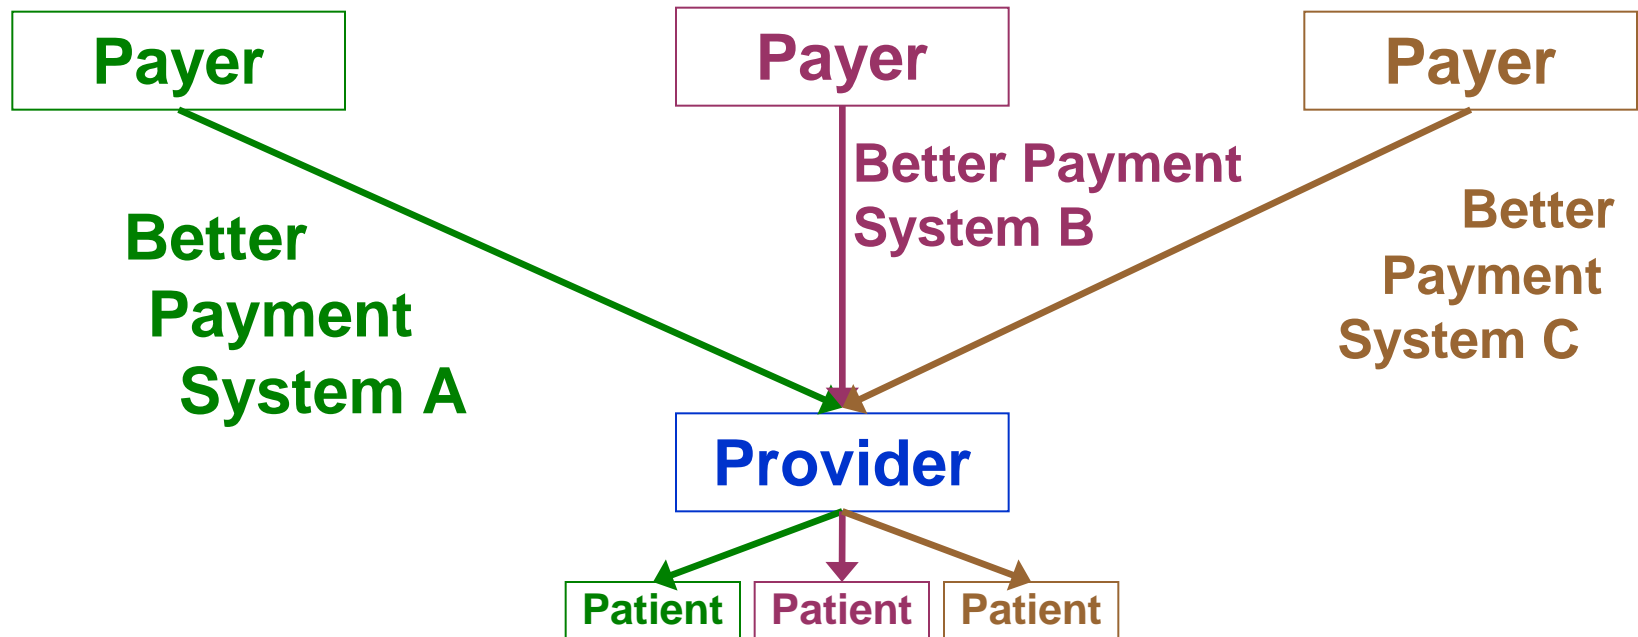 Payer
Payer
Payer
Better
Payment
System A
Better Payment
System B
Better
Payment
System C
Provider
Patient
Patient
Patient